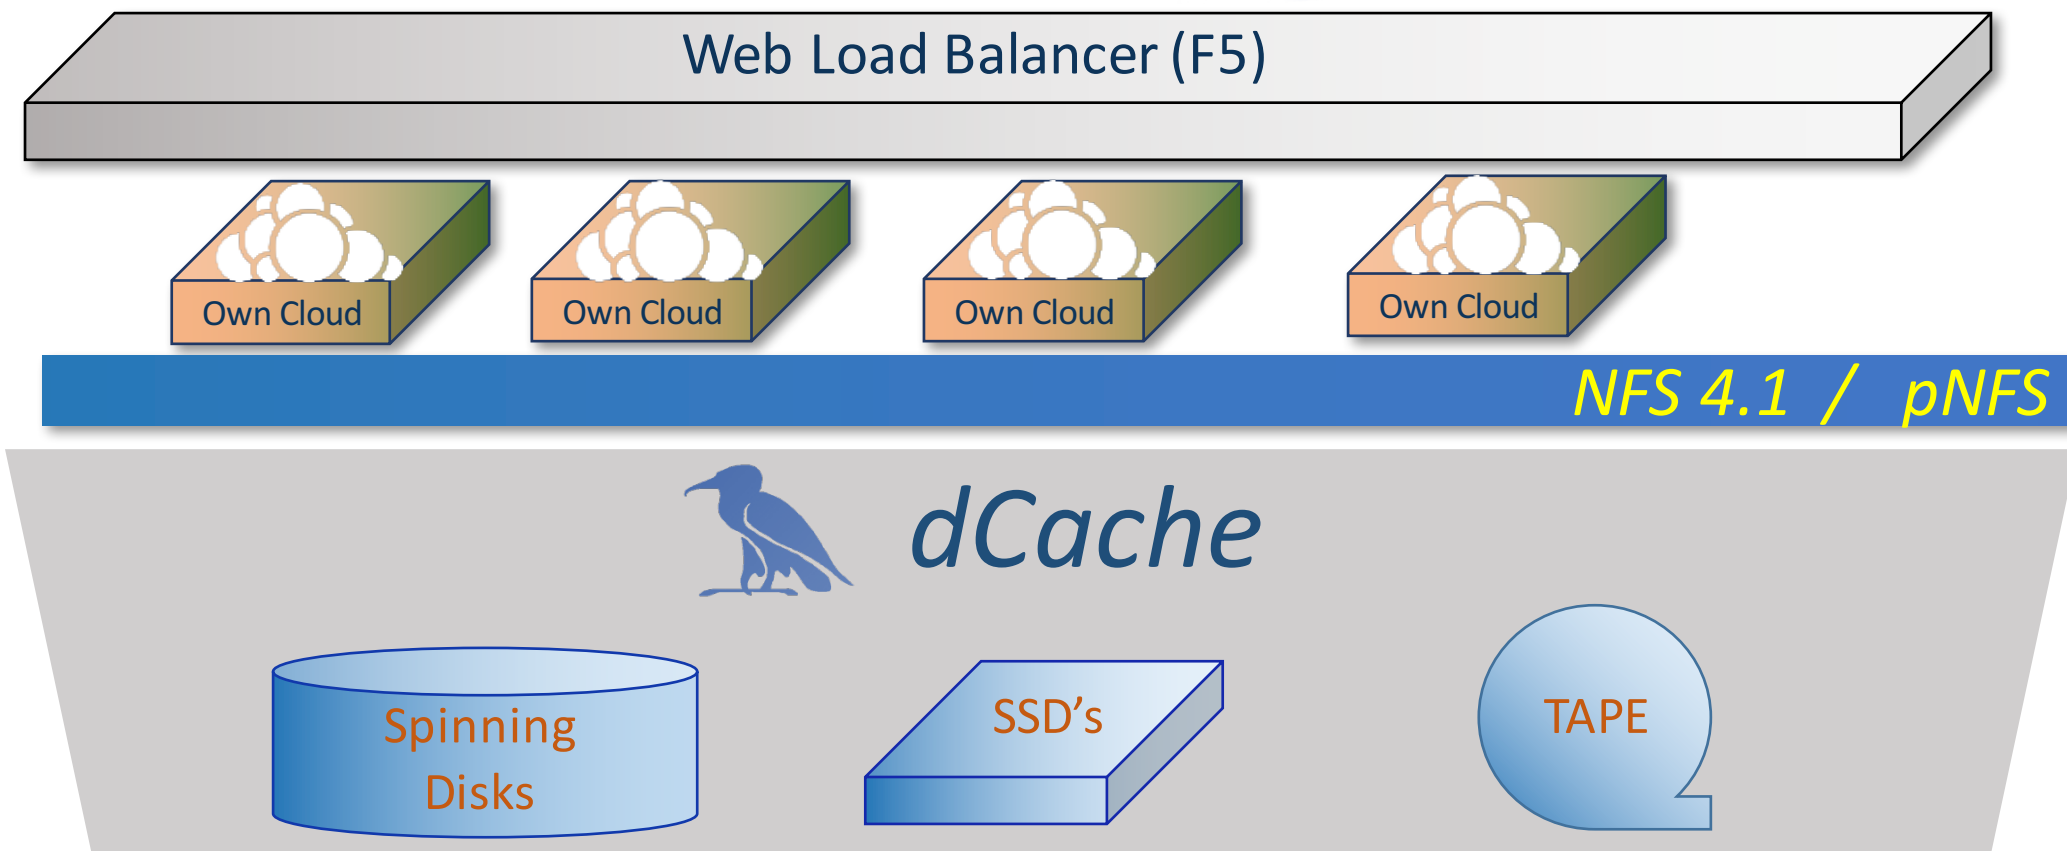 Web Load Balancer (F5)
Own Cloud
Own Cloud
Own Cloud
Own Cloud
NFS 4.1 / pNFS
dCache
Spinning
Disks
SSD’s
TAPE